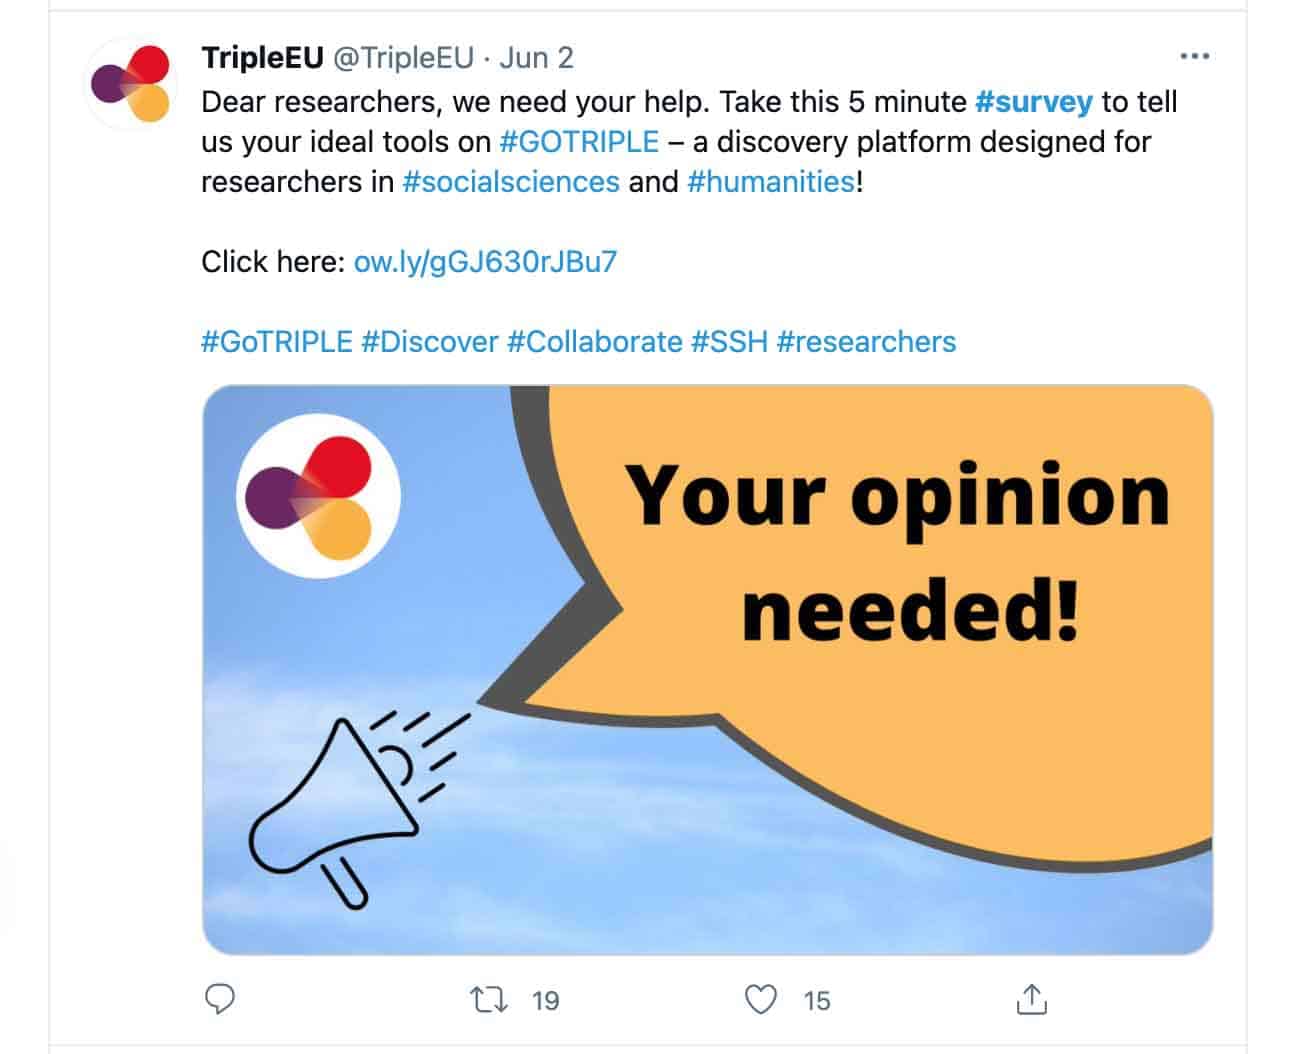 TripleEU @TripleEU · Jun 2
Dear researchers, we need your help. Take this 5 minute #survey to tell
us your ideal tools on #GOTRIPLE – a discovery platform designed for
researchers in #socialsciences and #humanities!
Click here: ow.ly/gGJ630rJBu7
#GoTRIPLE #Discover #Collaborate #SSH #researchers
Your opinion
needed!
19
15